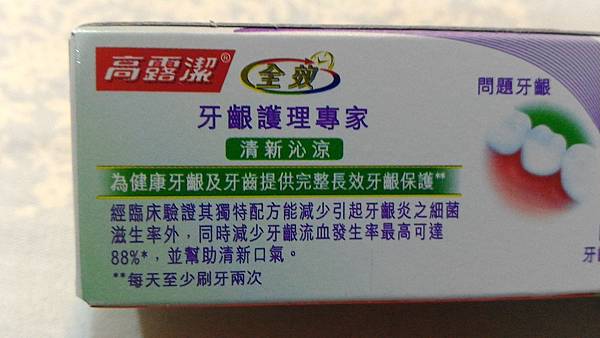 高露潔®
全效
牙齦護理專家
清新沁涼
為健康牙齦及牙齒提供完整長效牙齦保護**
經臨床驗證其獨特配方能減少引起牙齦炎之細菌
滋生率外，同時減少牙齦流血發生率最高可達
88%*，並幫助清新口氣。
**每天至少刷牙兩次
問題牙齦
牙